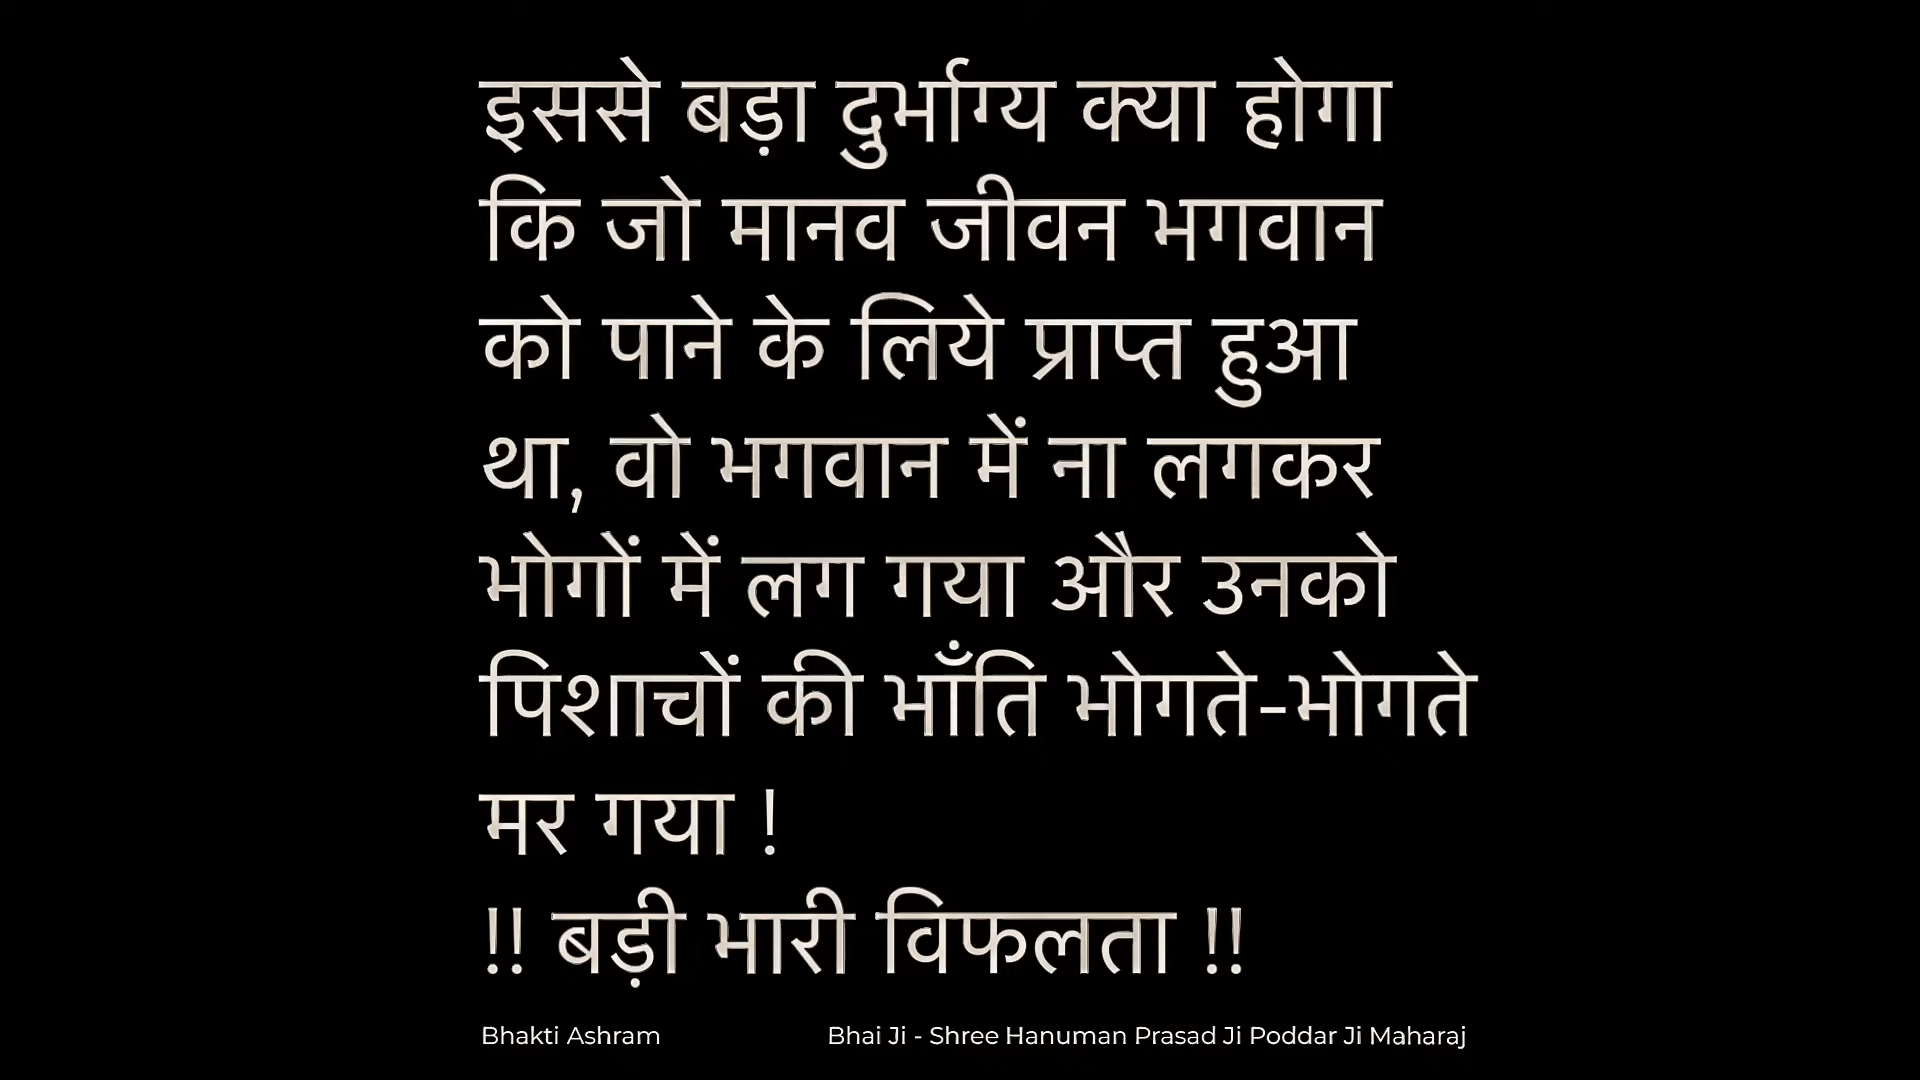 इससे बड़ा दुर्भाग्य क्या होगा
कि जो मानव जीवन भगवान
को पाने के लिये प्राप्त हुआ
था, वो भगवान में ना लगकर
भोगों में लग गया और उनको
पिशाचों की भाँति भोगते-भोगते
मर गया !
!! बड़ी भारी विफलता !!
Bhakti Ashram
Bhai Ji - Shree Hanuman Prasad Ji Poddar Ji Maharaj